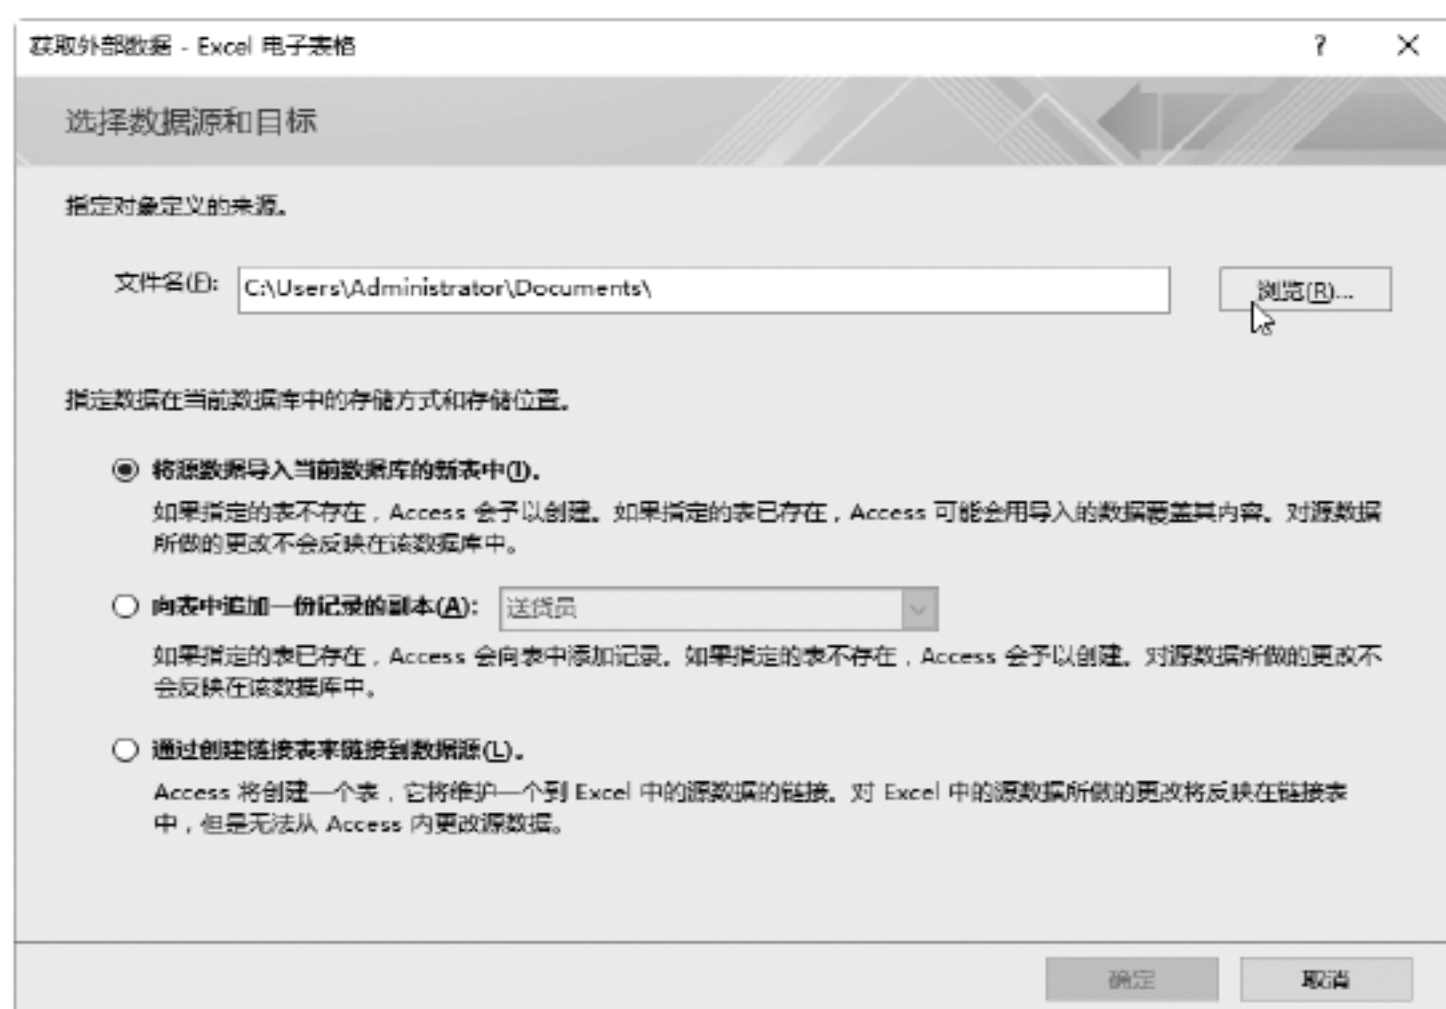 获取外部数据 - Excel 电子表格
?
选择数据源和目标
指定对象定义的来源。
文件名(F):
C:\Users\Administrator\Documents\
浏览(R)...
指定数据在当前数据库中的存储方式和存储位置。
将源数据导入当前数据库的新表中(I)。
如果指定的表不存在，Access 会予以创建。如果指定的表已存在，Access 可能会用导入的数据覆盖其内容。对源数据
所做的更改不会反映在该数据库中。
向表中追加一份记录的副本(A): 送货员
如果指定的表已存在，Access 会向表中添加记录。如果指定的表不存在，Access 会予以创建。对源数据所做的更改不
会反映在该数据库中。
通过创建链接表来链接到数据源(L)。
Access 将创建一个表，它将维护一个到 Excel 中的源数据的链接。对 Excel 中的源数据所做的更改将反映在链接表
中，但是无法从 Access 内更改源数据。
确定
取消